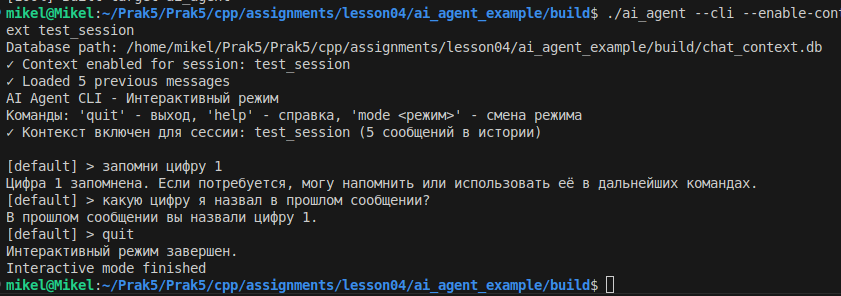 mikel@Mikel:~/Prak5/Prak5/cpp/assignments/lesson04/ai_agent_example/build$ ./ai_agent --cli --enable-cont
ext test_session
Database path: /home/mikel/Prak5/Prak5/cpp/assignments/lesson04/ai_agent_example/build/chat_context.db
✓ Context enabled for session: test_session
✓ Loaded 5 previous messages
AI Agent CLI - Интерактивный режим
Команды: 'quit' - выход, 'help' - справка, 'mode <режим>' - смена режима
✓ Контекст включен для сессии: test_session (5 сообщений в истории)
[default] > запомни цифру 1
Цифра 1 запомнена. Если потребуется, могу напомнить или использовать её в дальнейших командах.
[default] > какую цифру я назвал в прошлом сообщении?
В прошлом сообщении вы назвали цифру 1.
[default] > quit
Интерактивный режим завершен.
Interactive mode finished
mikel@Mikel:~/Prak5/Prak5/cpp/assignments/lesson04/ai_agent_example/build$